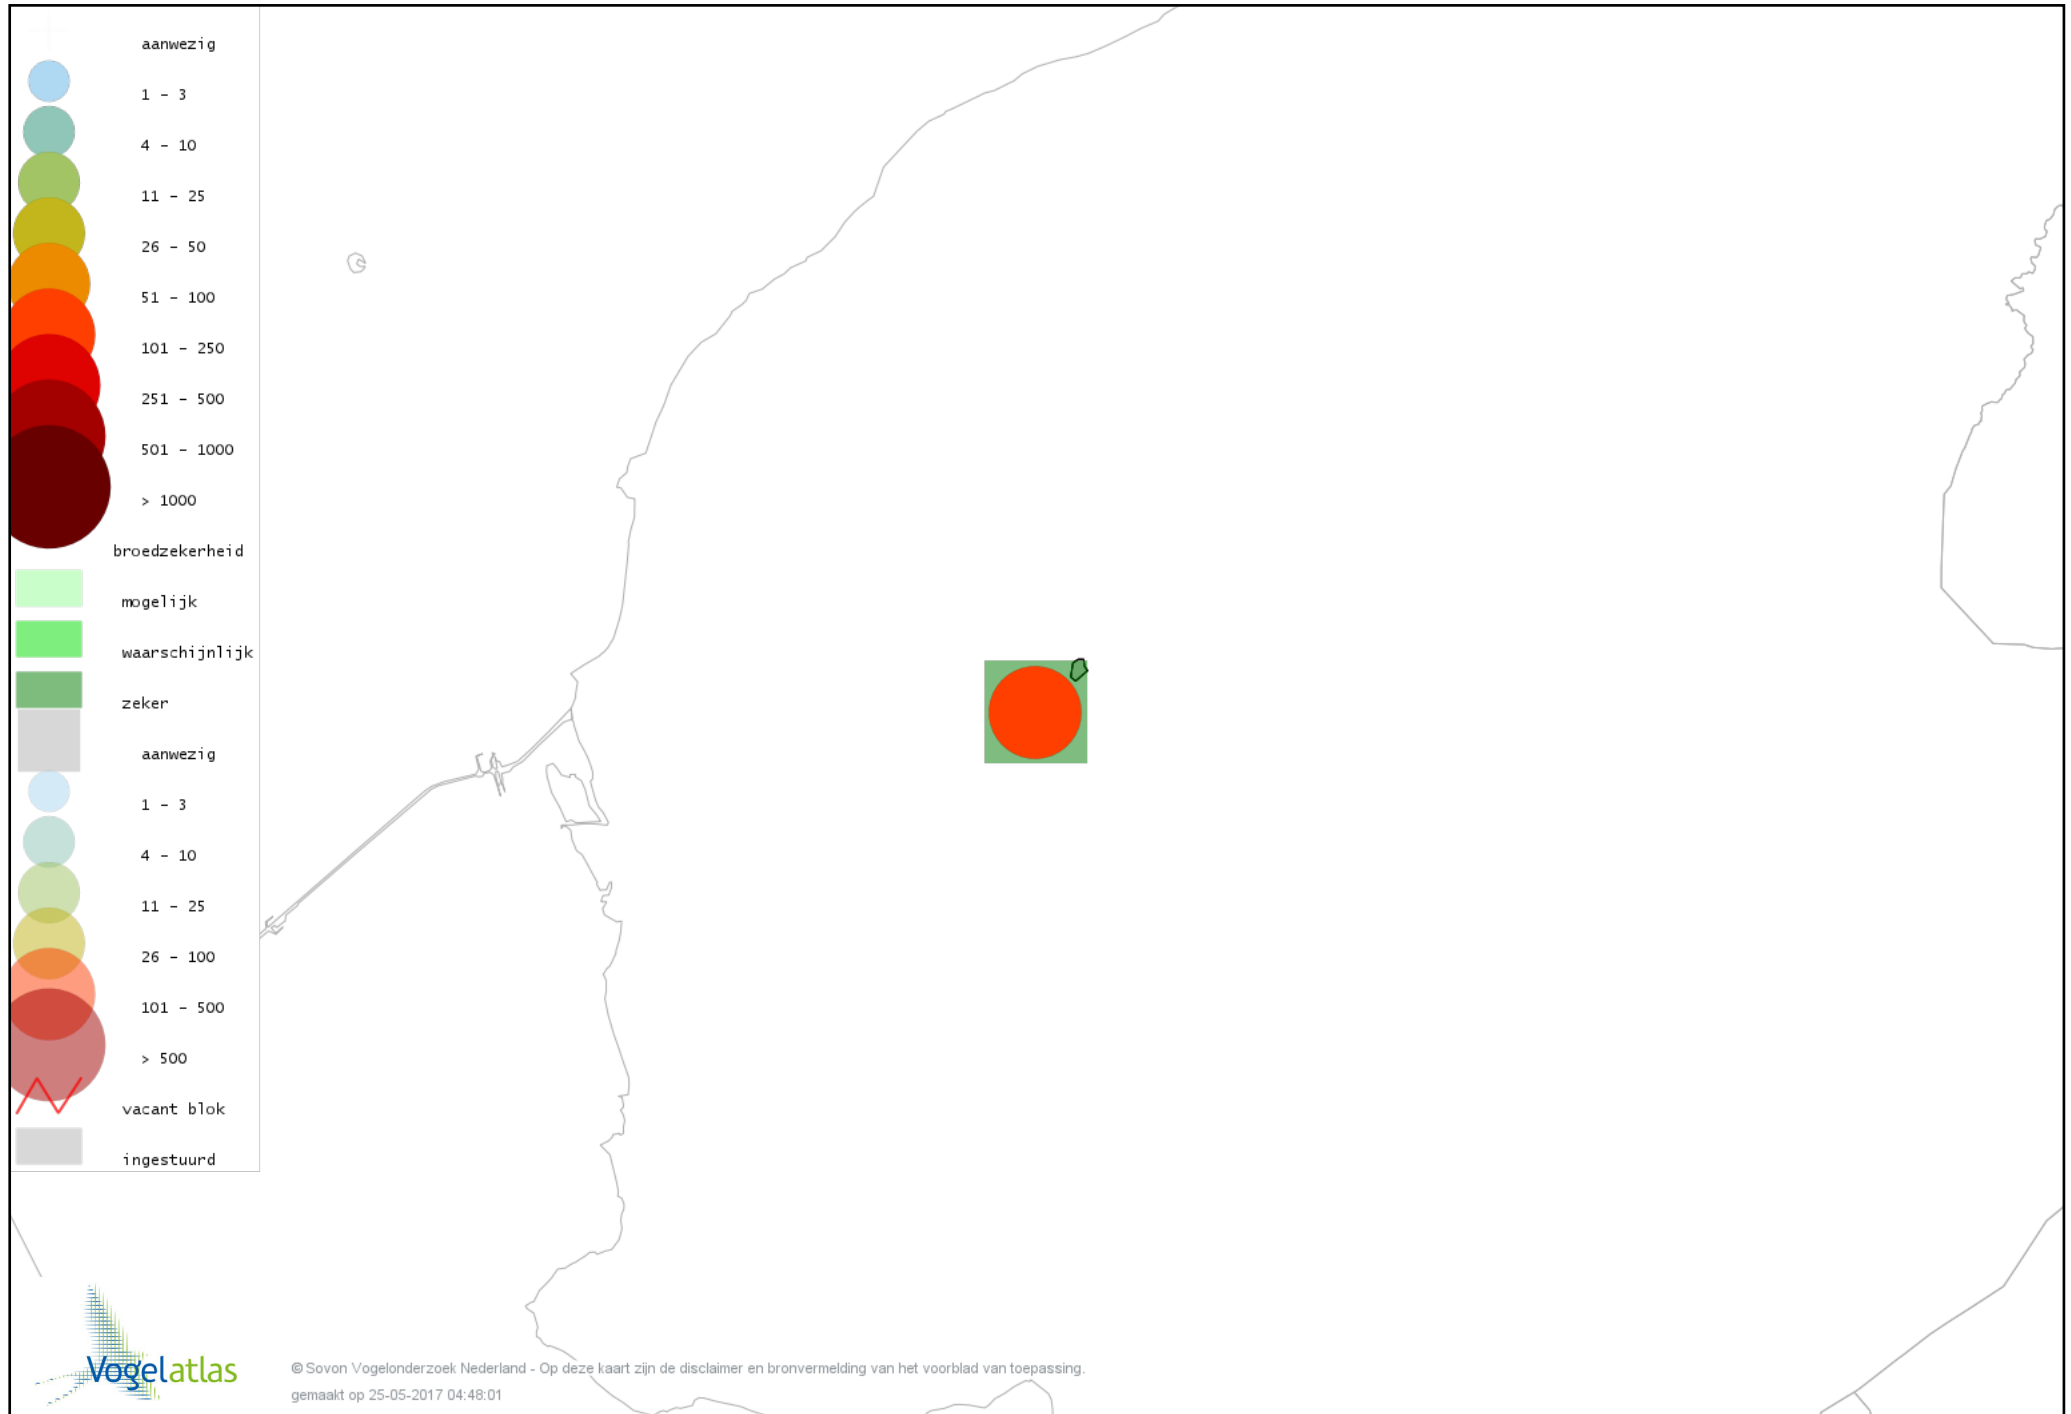 aanwezig
1 - 3
4 - 10
11 - 25
26 - 50
51 - 100
101 - 250
251 - 500
501 - 1000
> 1000
broedzekerheid
mogelijk
waarschijnlijk
zeker
aanwezig
1 - 3
4 - 10
11 - 25
26 - 100
101 - 500
> 500
vacant blok
ingestuurd
Vogelatlas
© Sovon Vogelonderzoek Nederland - Op deze kaart zijn de disclaimer en bronvermelding van het voorblad van toepassing.
gemaakt op 25-05-2017 04:48:01